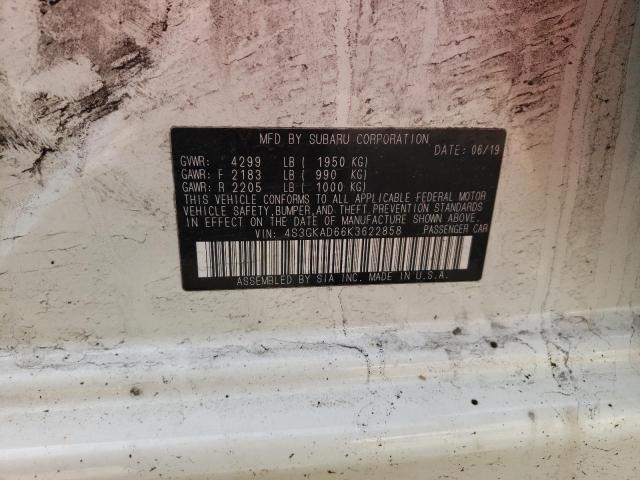 MFD BY SUBARU CORPORATION
DATE: 06/19
GVWR: 4299 LB ( 1950 KG)
GAWR: F 2183 LB ( 990 KG)
GAWR: R 2205 LB ( 1000 KG)
THIS VEHICLE CONFORMS TO ALL APPLICABLE FEDERAL MOTOR
VEHICLE SAFETY, BUMPER, AND THEFT PREVENTION STANDARDS
IN EFFECT ON THE DATE OF MANUFACTURE SHOWN ABOVE.
VIN: 4S3GKAD66K3622858 PASSENGER CAR
ASSEMBLED BY SIA INC. MADE IN U.S.A.